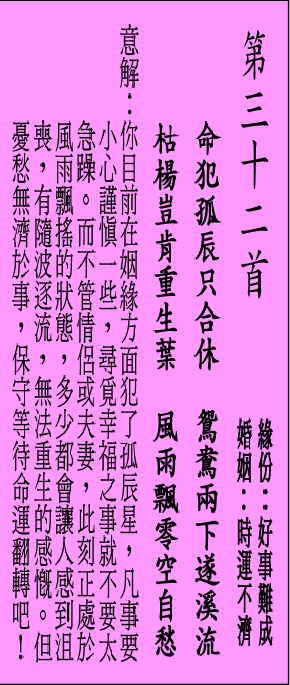 第三十二首
緣份：：好事難成
婚姻：：時運不濟
命犯孤辰只合休　鴛鴦兩下逐溪流
枯楊豈肯重生葉　風雨飄零空自愁
意解：你目前在姻緣方面犯了孤辰星，凡事要
小心謹慎一些，尋覓幸福之事就不要太
急躁。而不管情侶或夫妻，此刻正處於
風雨飄搖的狀態，多少都會讓人感到沮
喪，有隨波逐流，無法重生的感慨。但
憂愁無濟於事，保守等待命運翻轉吧！